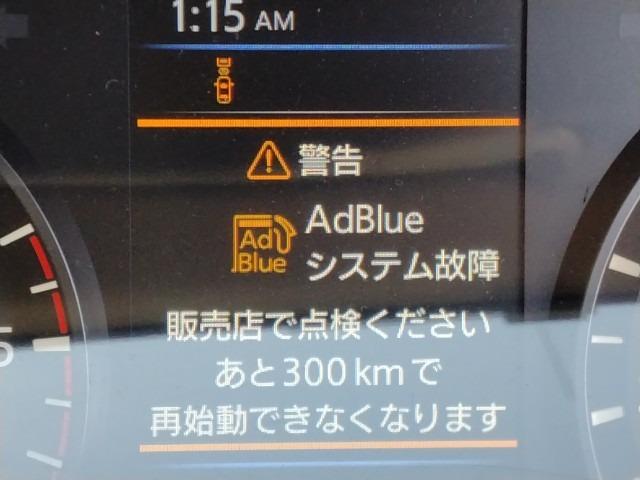 1:15 AM
警告
Ad Blue
AdBlue
システム故障
販売店で点検ください
あと300 kmで
再始動できなくなります